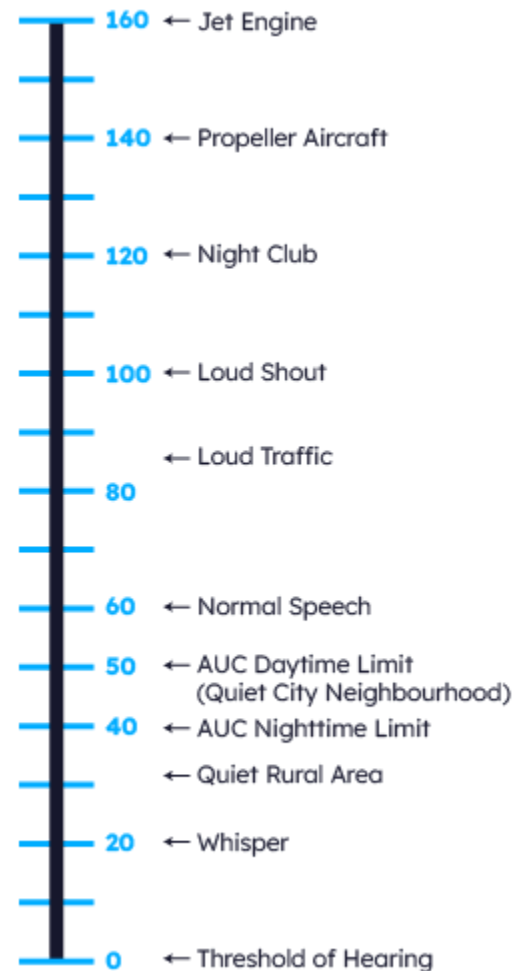 160 ← Jet Engine
140 ← Propeller Aircraft
120 ← Night Club
100 ← Loud Shout
← Loud Traffic
80
60 ← Normal Speech
50 ← AUC Daytime Limit
(Quiet City Neighbourhood)
40 ← AUC Nighttime Limit
← Quiet Rural Area
20 ← Whisper
0 ← Threshold of Hearing